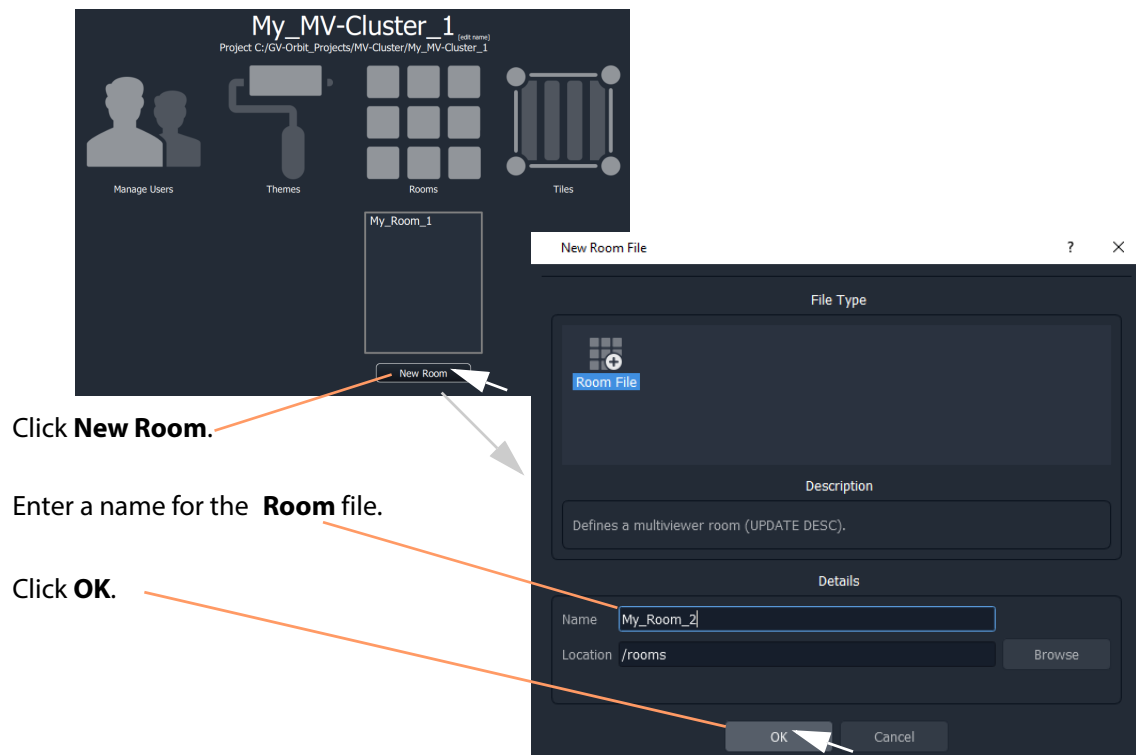 My_MV-Cluster_1 [edit name]
Project C:/GV-Orbit_Projects/MV-Cluster/My_MV-Cluster_1
Manage Users
Themes
Rooms
Tiles
My_Room_1
New Room
New Room File
?
File Type
Room File
Description
Defines a multiviewer room (UPDATE DESC).
Details
Name My_Room_2
Location /rooms Browse
OK Cancel
Click New Room.
Enter a name for the Room file.
Click OK.